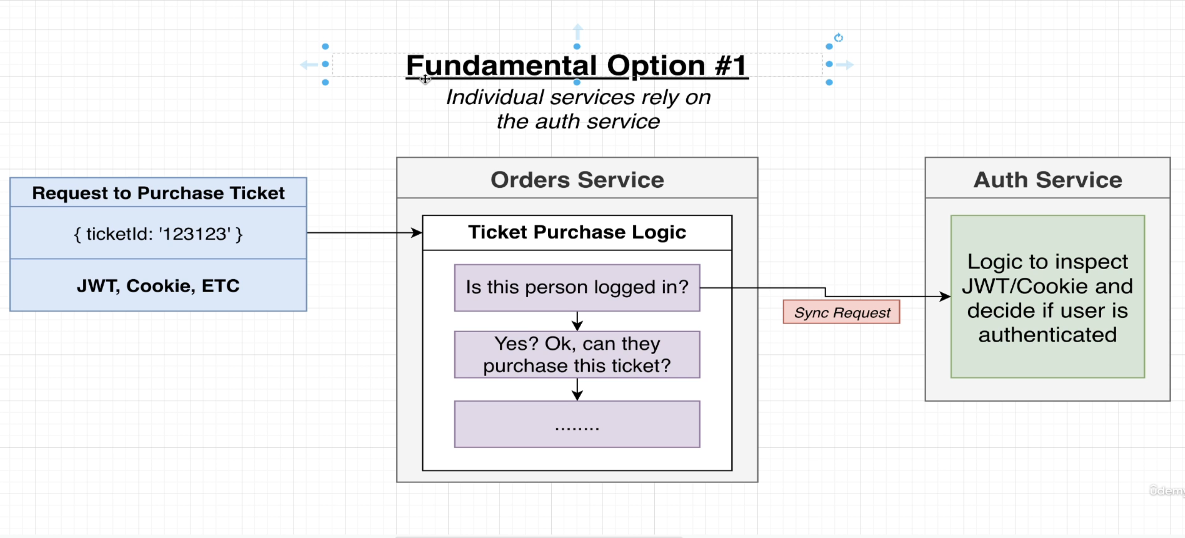 Fundamental Option #1
Individual services rely on
the auth service
Request to Purchase Ticket
{ ticketId: '123123' }
JWT, Cookie, ETC
Orders Service
Ticket Purchase Logic
Is this person logged in?
Yes? Ok, can they
purchase this ticket?
........
Sync Request
Auth Service
Logic to inspect
JWT/Cookie and
decide if user is
authenticated
ûdemy